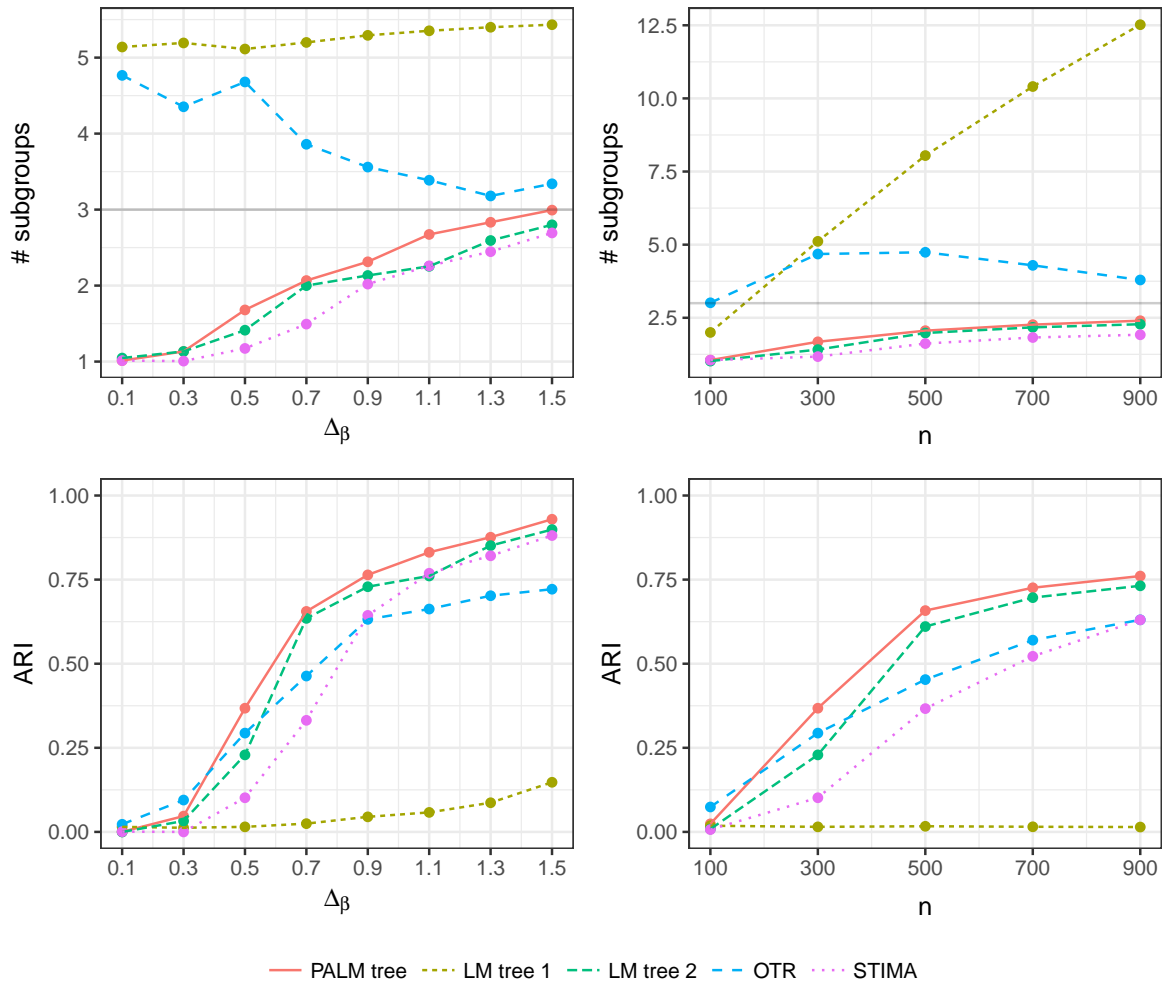 # subgroups
5
4
3
2
1
0.1 0.3 0.5 0.7 0.9 1.1 1.3 1.5
Δβ
# subgroups
12.5
10.0
7.5
5.0
2.5
100 300 500 700 900
n
ARI
1.00
0.75
0.50
0.25
0.00
0.1 0.3 0.5 0.7 0.9 1.1 1.3 1.5
Δβ
ARI
1.00
0.75
0.50
0.25
0.00
100 300 500 700 900
n
PALM tree LM tree 1 LM tree 2 OTR STIMA